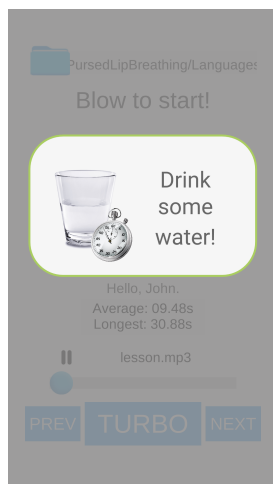 PursedLipBreathing/Languages
Blow to start!
Drink
some
water!
Hello, John.
Average: 09.48s
Longest: 30.88s
lesson.mp3
PREV TURBO NEXT